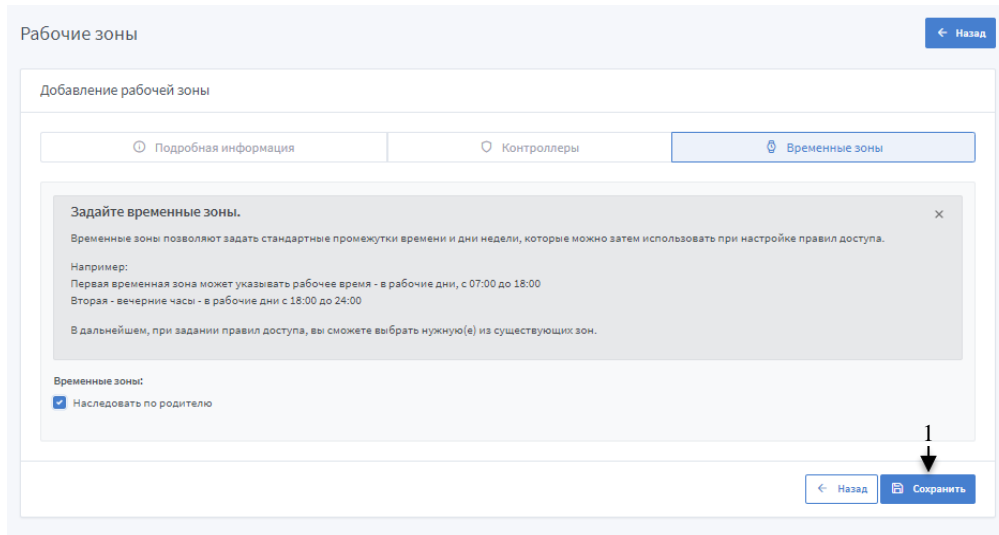 Рабочие зоны
← Назад
Добавление рабочей зоны
Подробная информация
Контроллеры
Временные зоны
Задайте временные зоны.
Временные зоны позволяют задать стандартные промежутки времени и дни недели, которые можно затем использовать при настройке правил доступа.
Например:
Первая временная зона может указывать рабочее время - в рабочие дни, с 07:00 до 18:00
Вторая - вечерние часы - в рабочие дни с 18:00 до 24:00
В дальнейшем, при задании правил доступа, вы сможете выбрать нужную(е) из существующих зон.
Временные зоны:
Наследовать по родителю
1
← Назад
Сохранить